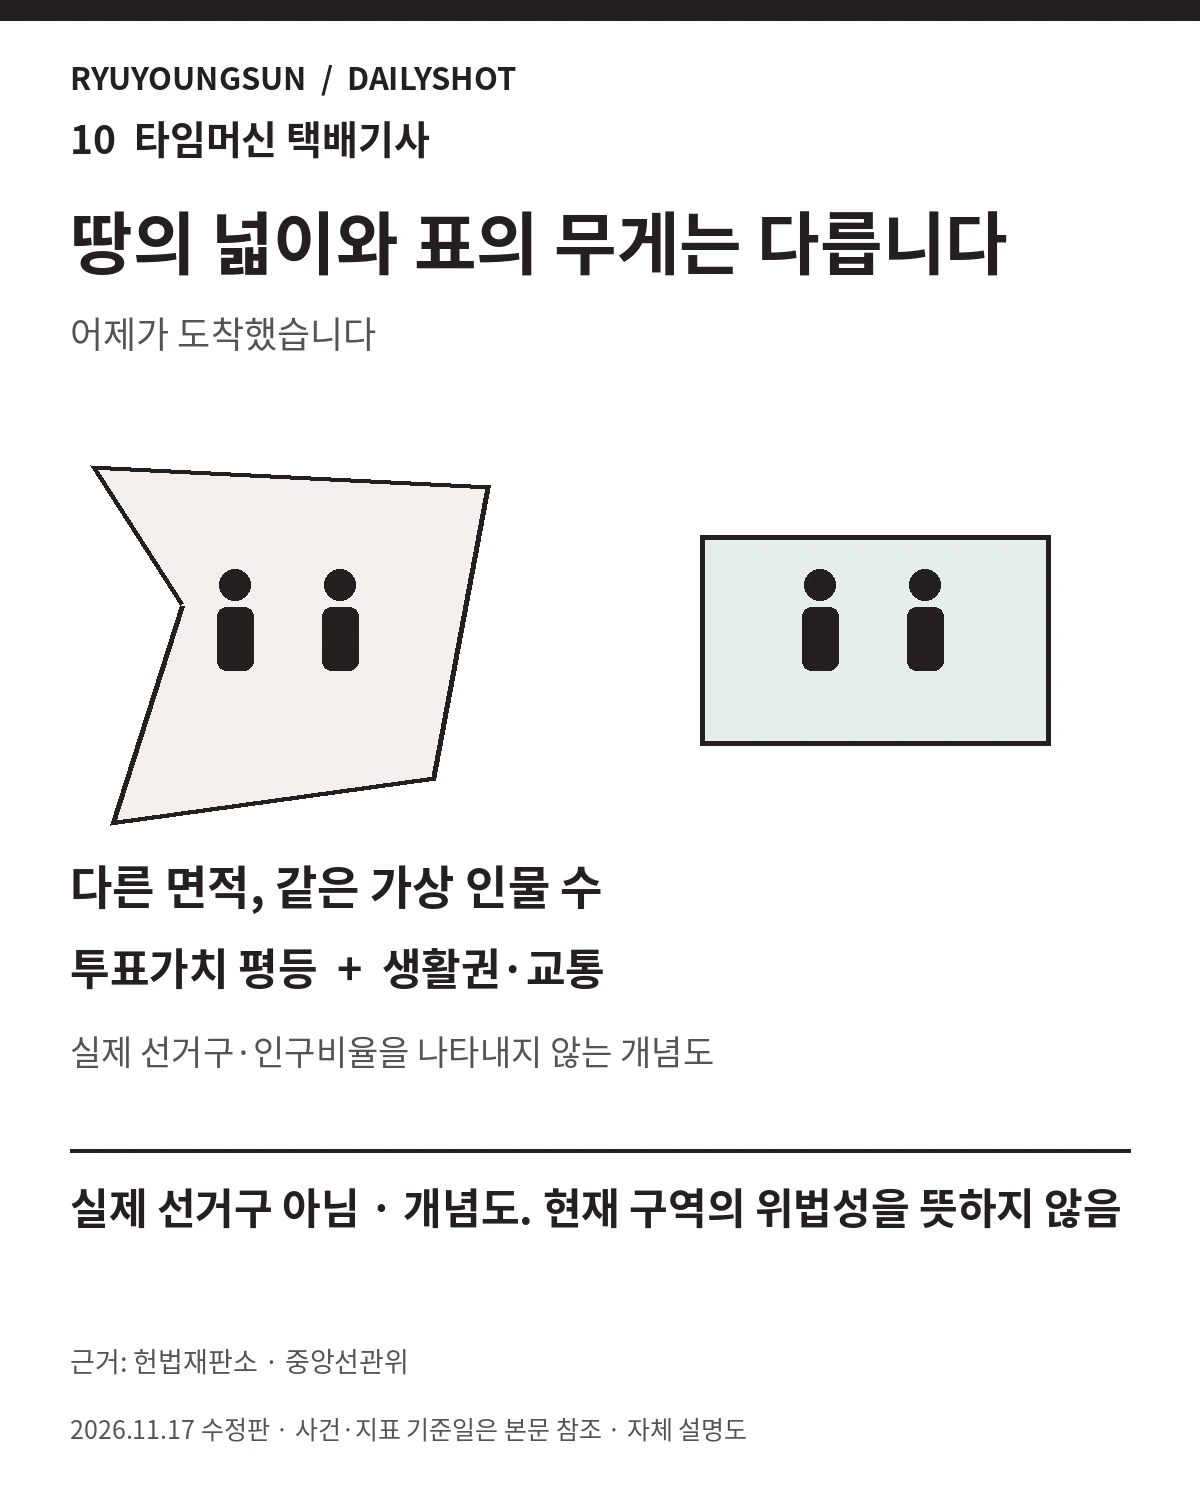 RYUYOUNGSUN / DAILYSHOT
10 타임머신 택배기사
땅의 넓이와 표의 무게는 다릅니다
어제가 도착했습니다
다른 면적, 같은 가상 인물 수
투표가치 평등 + 생활권·교통
실제 선거구·인구비율을 나타내지 않는 개념도
실제 선거구 아님 · 개념도. 현재 구역의 위법성을 뜻하지 않음
근거: 헌법재판소 · 중앙선관위
2026.11.17 수정판 · 사건·지표 기준일은 본문 참조 · 자체 설명도